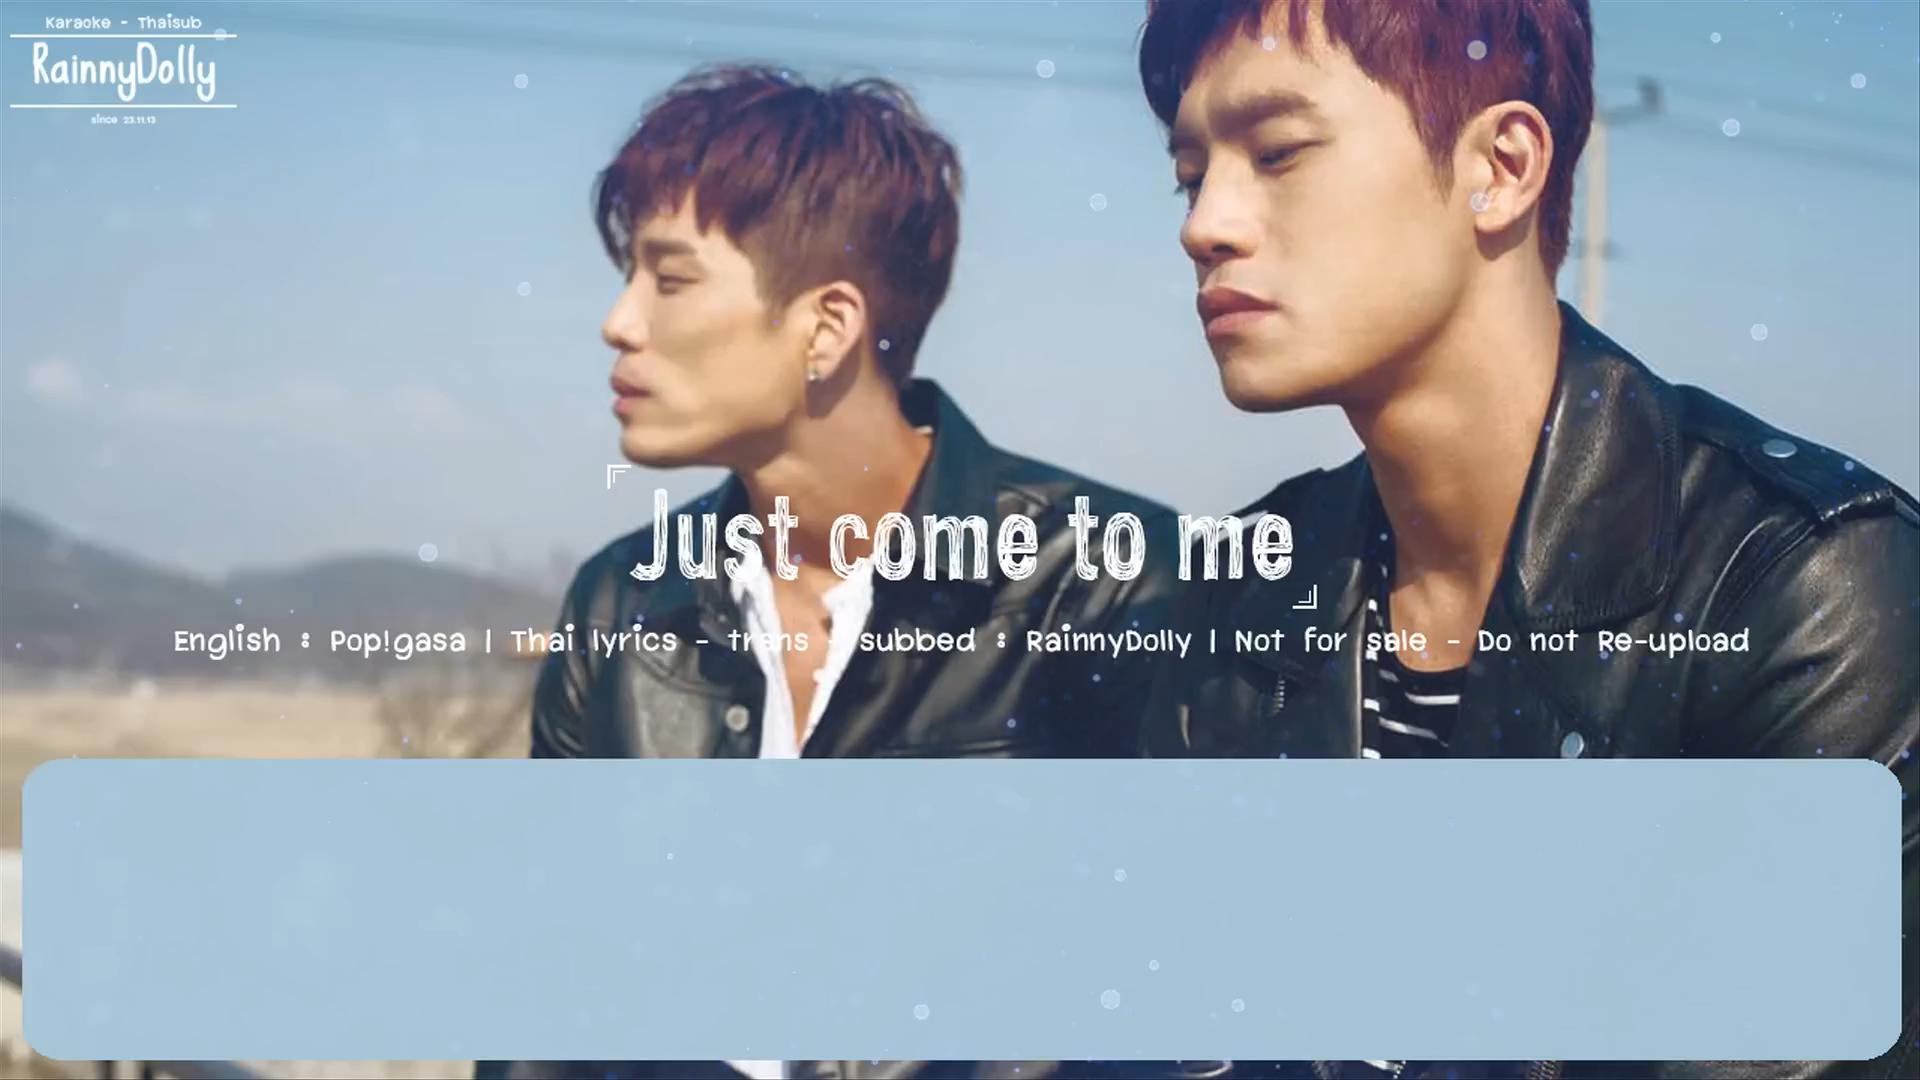 Karaoke - Thaisub
RainnyDolly
since 23.11.13
Just come to me
English : Pop!gasa | Thai lyrics - trans - subbed : RainnyDolly | Not for sale - Do not Re-upload